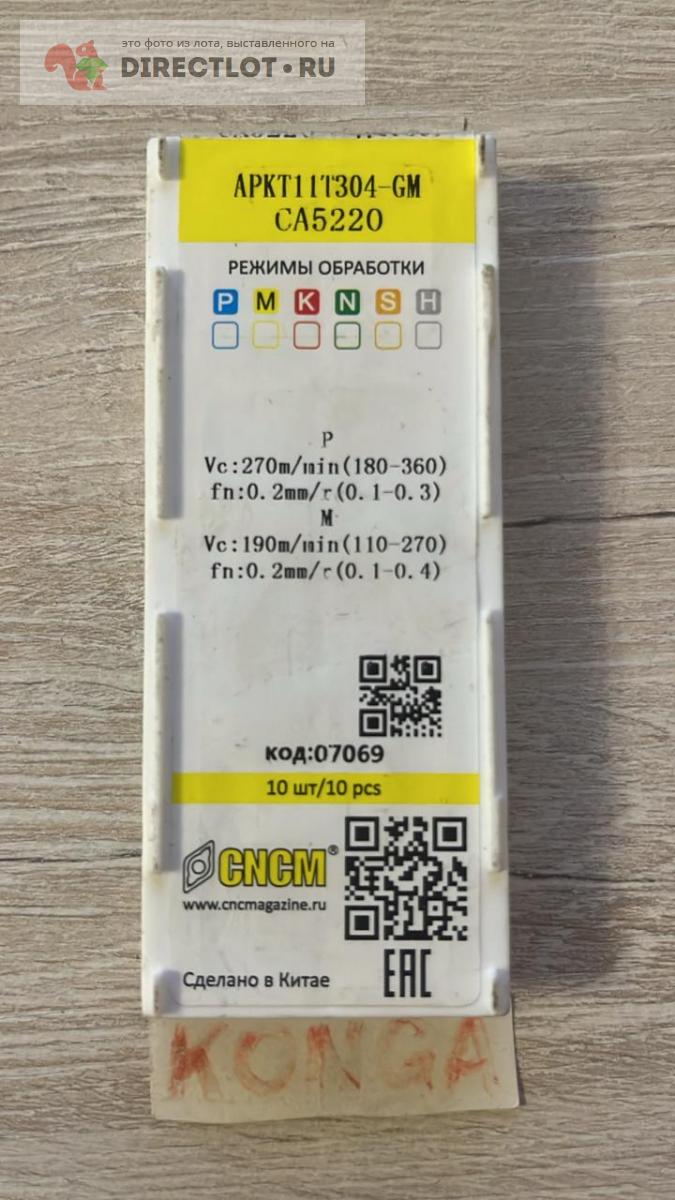 это фото из лота, выставленного на
DIRECTLOT.RU
APKT11T304-GM
CA5220
РЕЖИМЫ ОБРАБОТКИ
P M K N S H
P
Vc:270m/min(180-360)
fn:0.2mm/r(0.1-0.3)
M
Vc:190m/min(110-270)
fn:0.2mm/r(0.1-0.4)
код:07069
10 шт/10 pcs
CNCM®
www.cncmagazine.ru
Сделано в Китае
EAC
KONGA